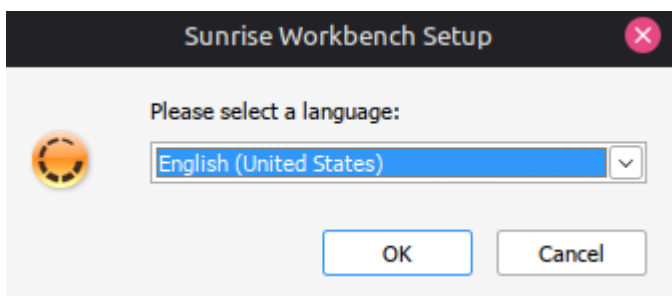 Sunrise Workbench Setup
Please select a language:
English (United States)
OK
Cancel